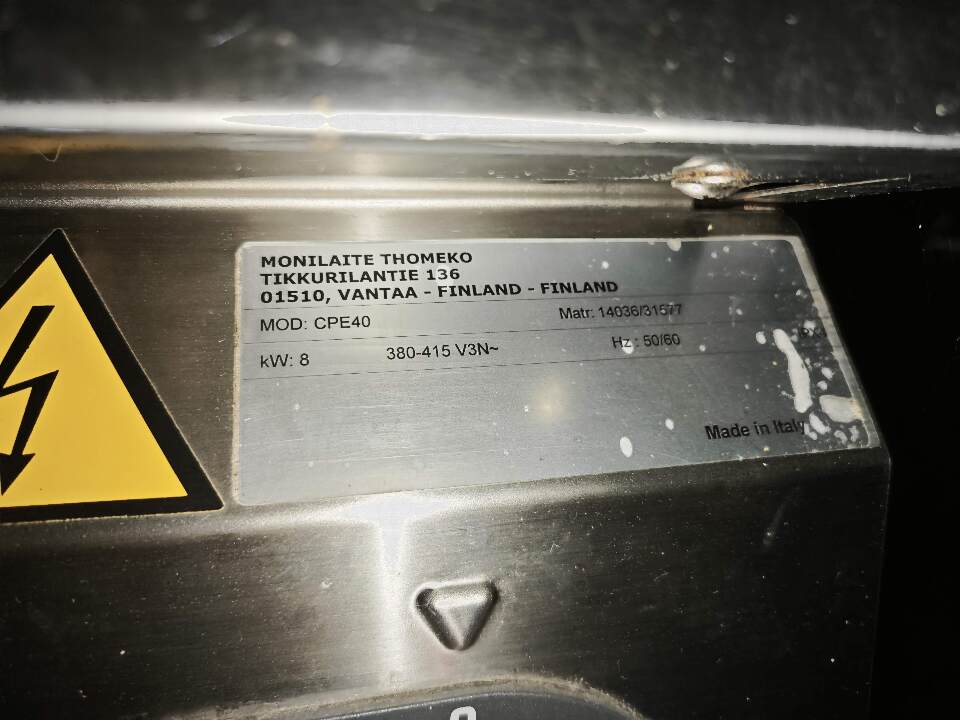 MONILAITE THOMEKO
TIKKURILANTIE 136
01510, VANTAA - FINLAND - FINLAND
MOD: CPE40 Matr: 14036/31577
kW: 8 380-415 V3N~ Hz : 50/60
Made in Italy